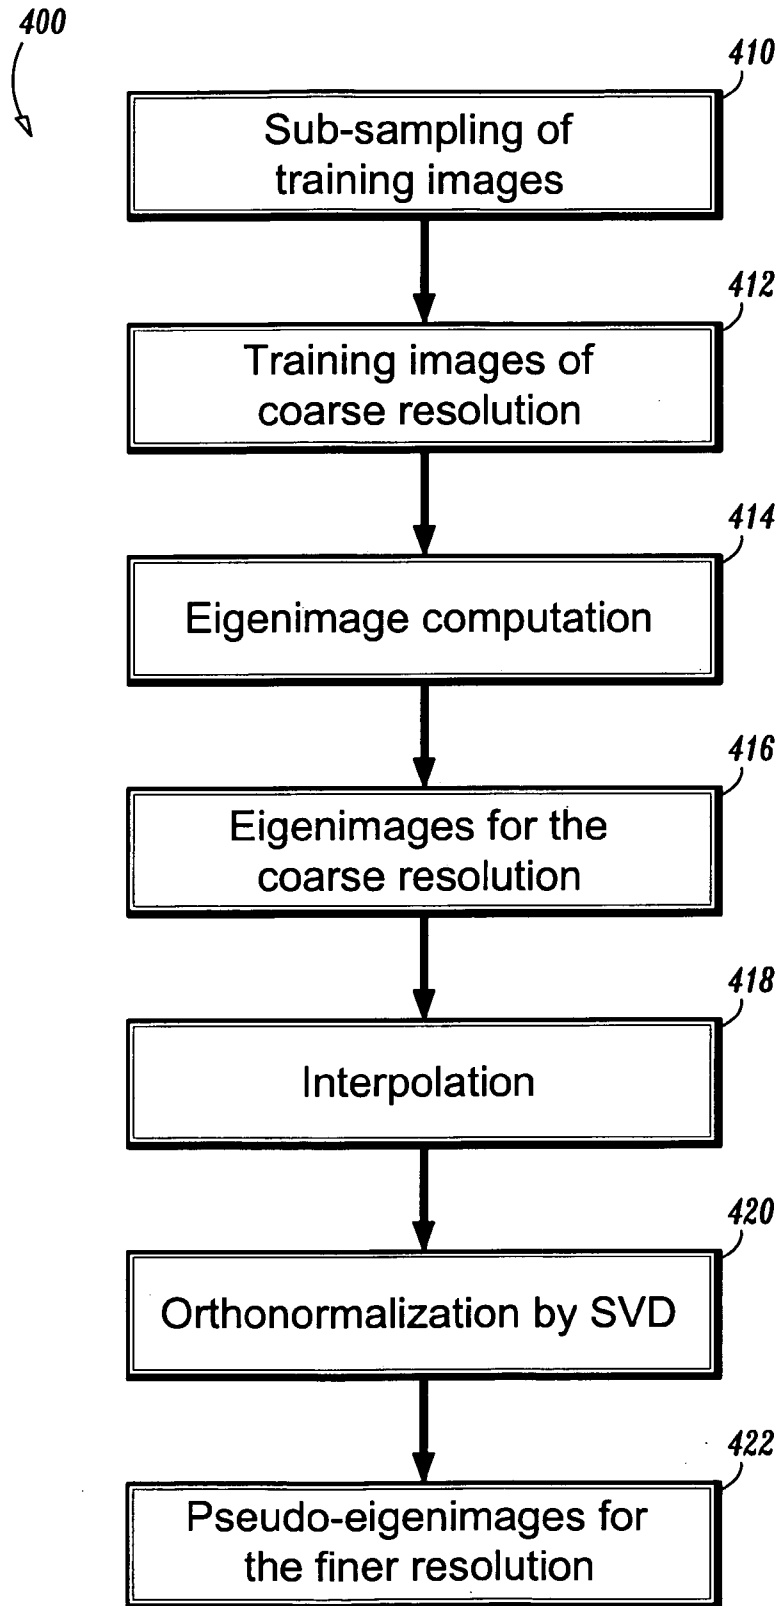 400
410
Sub-sampling of
training images
412
Training images of
coarse resolution
414
Eigenimage computation
416
Eigenimages for the
coarse resolution
418
Interpolation
420
Orthonormalization by SVD
422
Pseudo-eigenimages for
the finer resolution